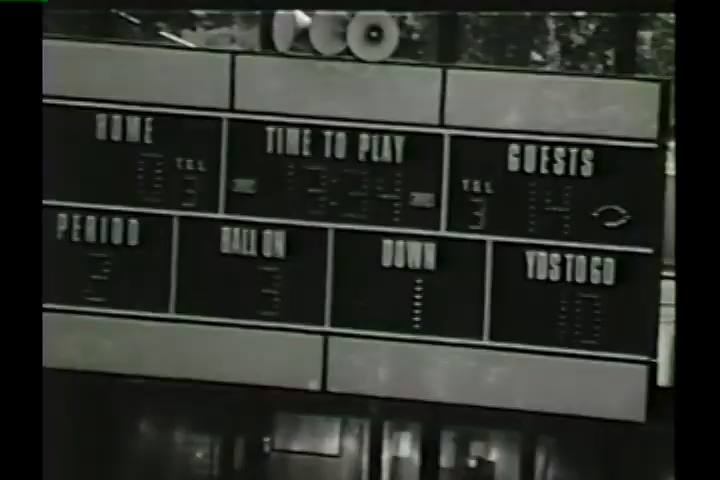 HOME
T.O.L
TIME TO PLAY
GUESTS
T.O.L
PERIOD
BALL ON
DOWN
YDS TO GO